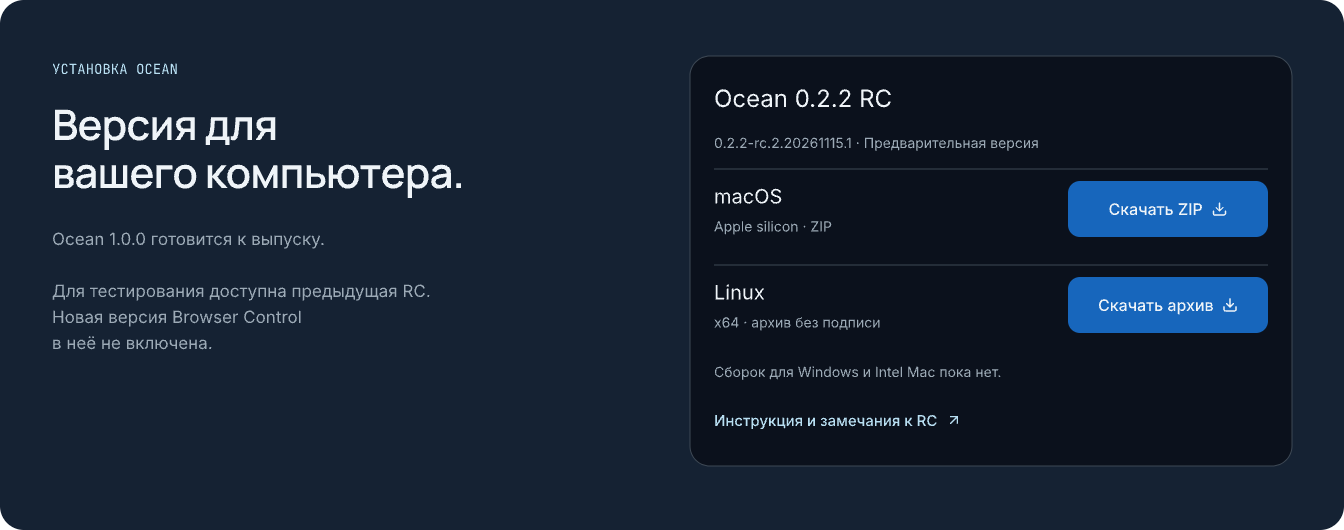 УСТАНОВКА OCEAN
Версия для
вашего компьютера.
Ocean 1.0.0 готовится к выпуску.
Для тестирования доступна предыдущая RC.
Новая версия Browser Control
в неё не включена.
Ocean 0.2.2 RC
0.2.2-rc.2.20261115.1 · Предварительная версия
macOS
Apple silicon · ZIP
Скачать ZIP
Linux
x64 · архив без подписи
Скачать архив
Сборок для Windows и Intel Mac пока нет.
Инструкция и замечания к RC